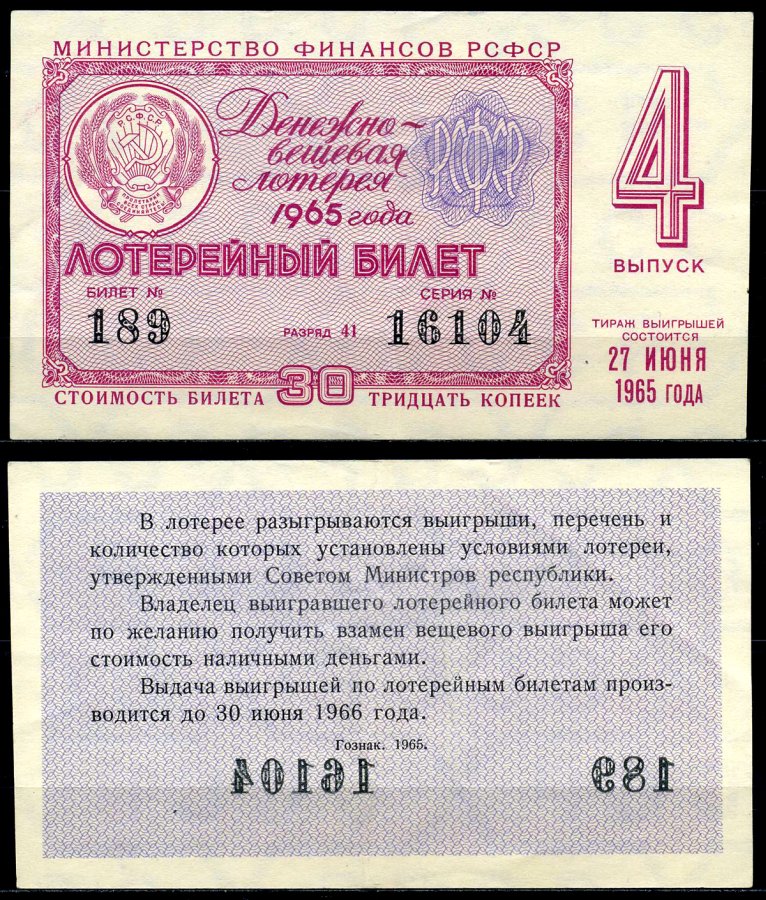 МИНИСТЕРСТВО ФИНАНСОВ РСФСР
РСФСР
Денежно-
вещевая
лотерея
1965 года
РСФСР
ЛОТЕРЕЙНЫЙ БИЛЕТ
БИЛЕТ № СЕРИЯ №
189 РАЗРЯД 41 16104
СТОИМОСТЬ БИЛЕТА 30 ТРИДЦАТЬ КОПЕЕК
4
ВЫПУСК
ТИРАЖ ВЫИГРЫШЕЙ
СОСТОИТСЯ
27 ИЮНЯ
1965 ГОДА
В лотерее разыгрываются выигрыши, перечень и
количество которых установлены условиями лотереи,
утвержденными Советом Министров республики.
Владелец выигравшего лотерейного билета может
по желанию получить взамен вещевого выигрыша его
стоимость наличными деньгами.
Выдача выигрышей по лотерейным билетам произ-
водится до 30 июня 1966 года.
Гознак. 1965.
16104 189